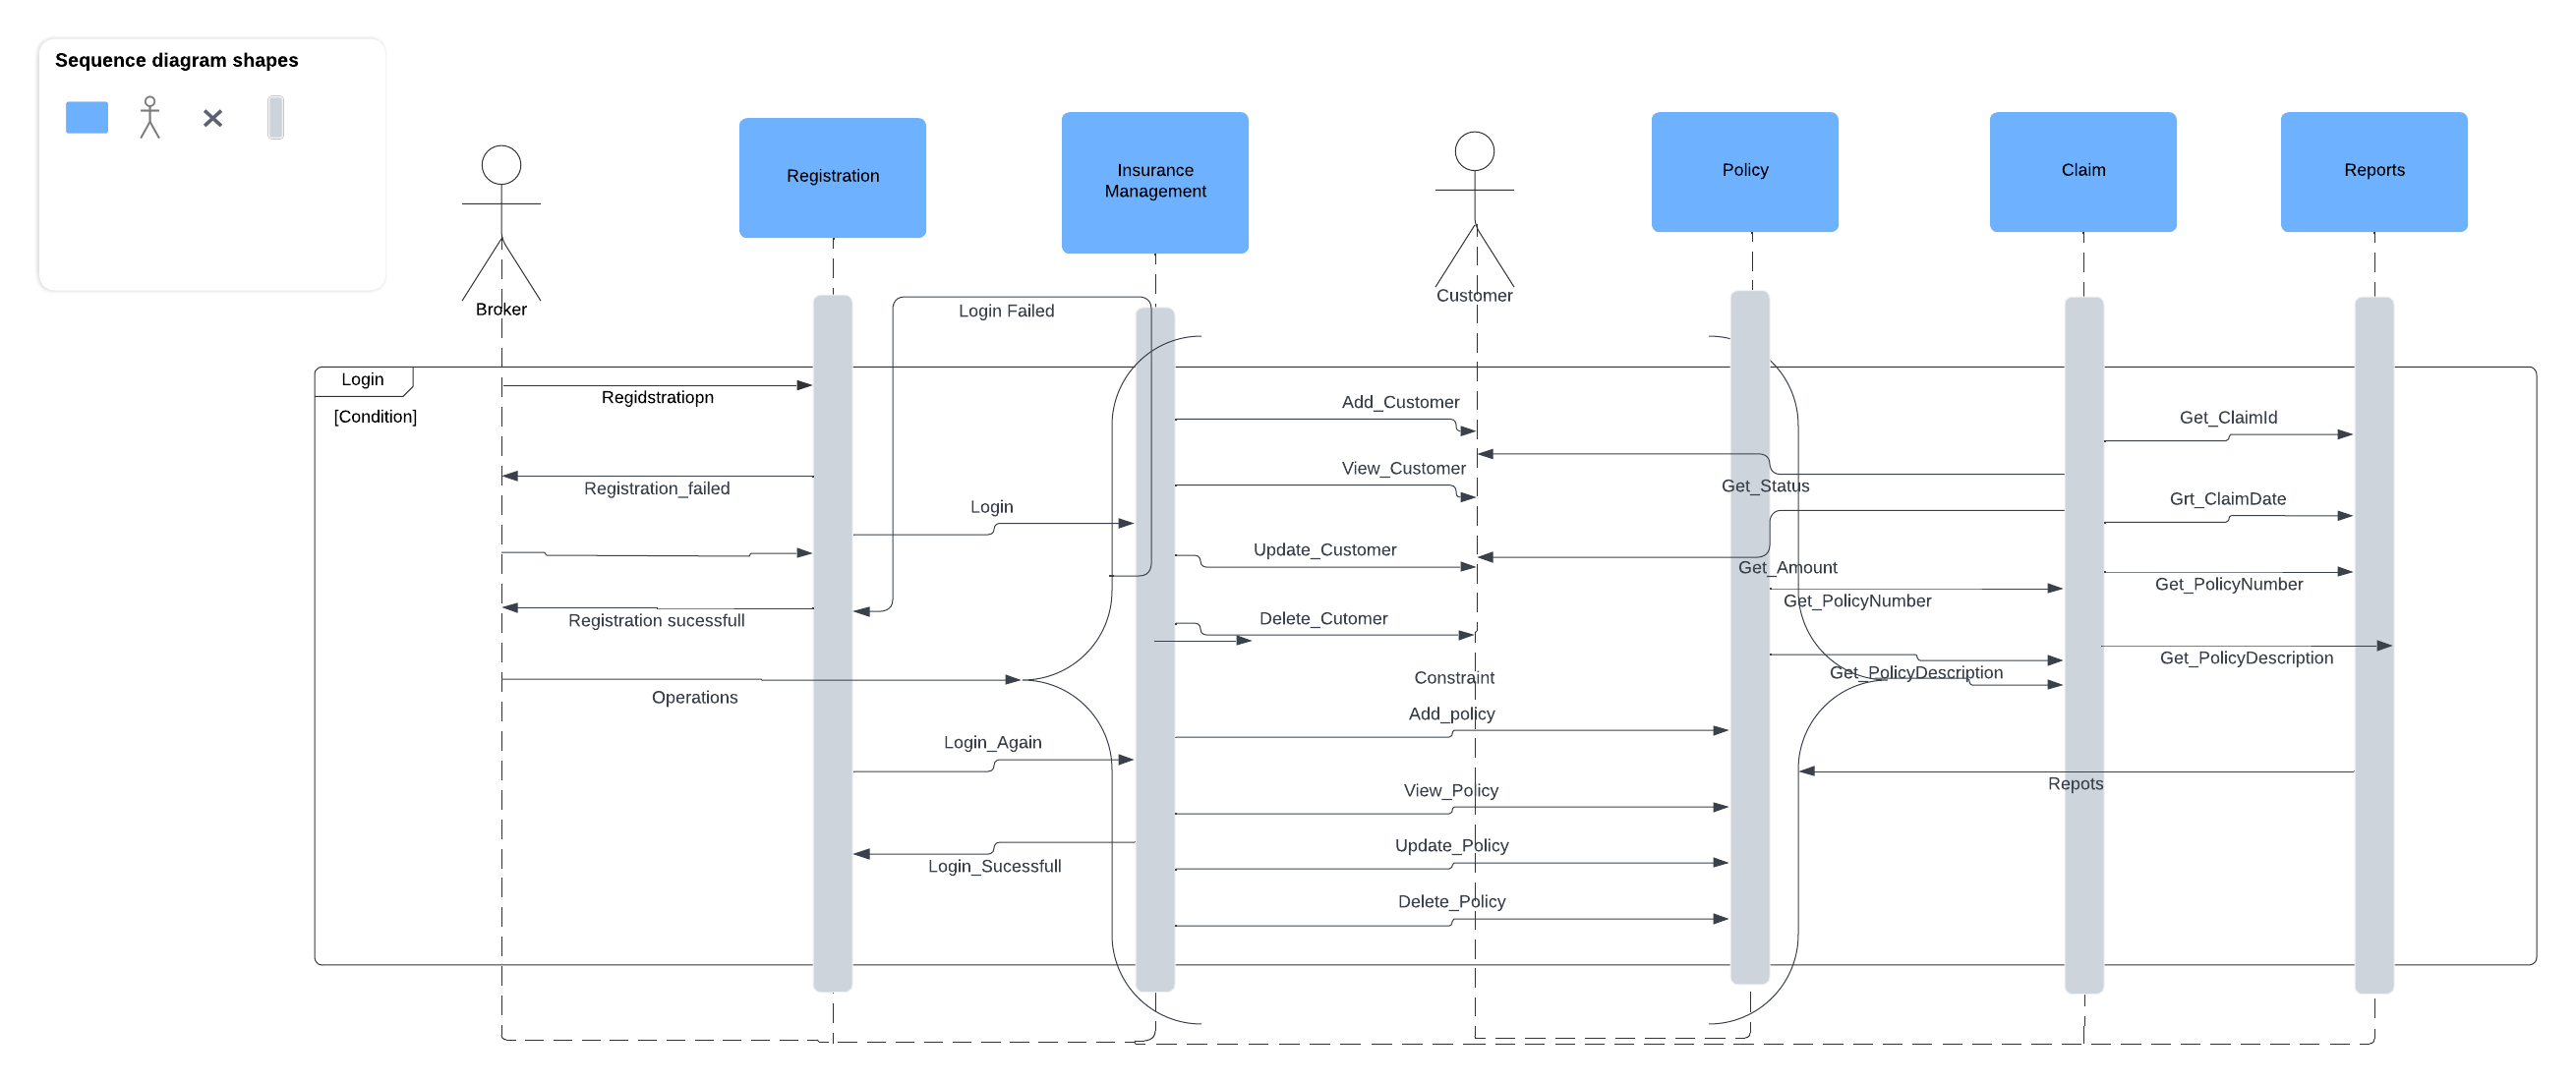 Sequence diagram shapes
Registration
Insurance
Management
Policy
Claim
Reports
Broker
Customer
Login Failed
Login
[Condition]
Regidstratiopn
Add_Customer
Get_ClaimId
View_Customer
Registration_failed
Get_Status
Login
Grt_ClaimDate
Update_Customer
Get_Amount
Get_PolicyNumber
Get_PolicyNumber
Registration sucessfull
Delete_Cutomer
Get_PolicyDescription
Get_PolicyDescription
Constraint
Operations
Add_policy
Login_Again
View_Policy
Repots
Update_Policy
Login_Sucessfull
Delete_Policy